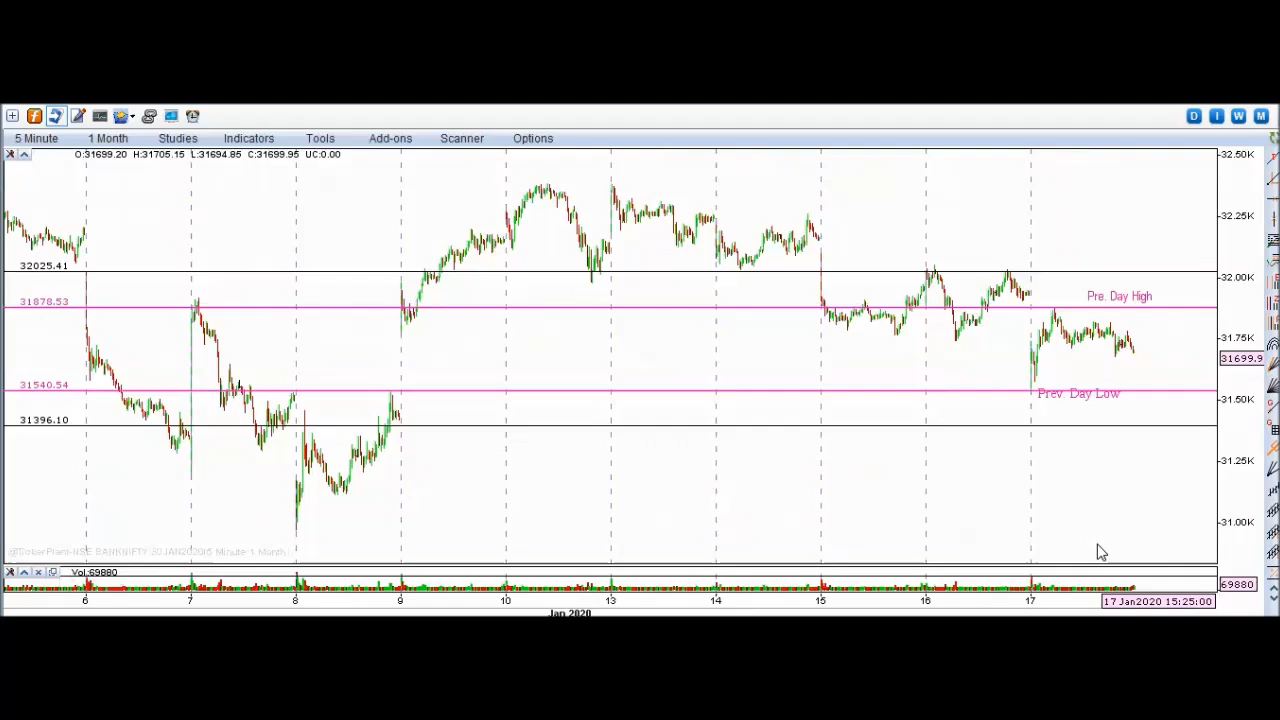 D I W M
5 Minute 1 Month Studies Indicators Tools Add-ons Scanner Options
O:31699.20 H:31705.15 L:31694.85 C:31699.95 UC:0.00
32.50K
32.25K
32025.41
32.00K
31878.53
Pre. Day High
31.75K
31699.9
31540.54
Prev. Day Low
31.50K
31396.10
31.25K
31.00K
Vol:69880
69880
6 7 8 9 10 13 14 15 16 17
17 Jan2020 15:25:00
Jan 2020